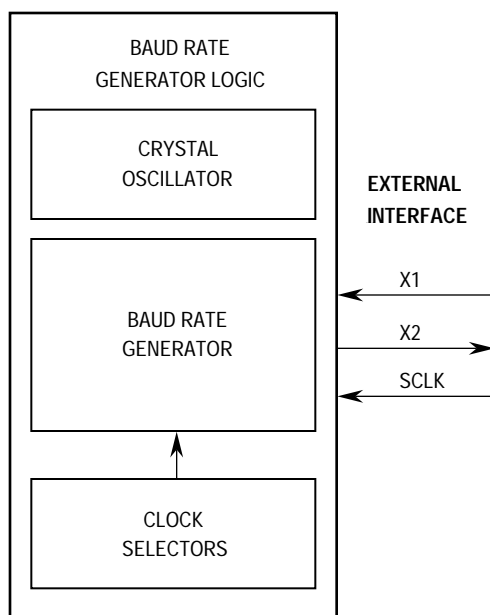 BAUD RATE
GENERATOR LOGIC
CRYSTAL
OSCILLATOR
EXTERNAL
INTERFACE
X1
BAUD RATE
GENERATOR
X2
SCLK
CLOCK
SELECTORS